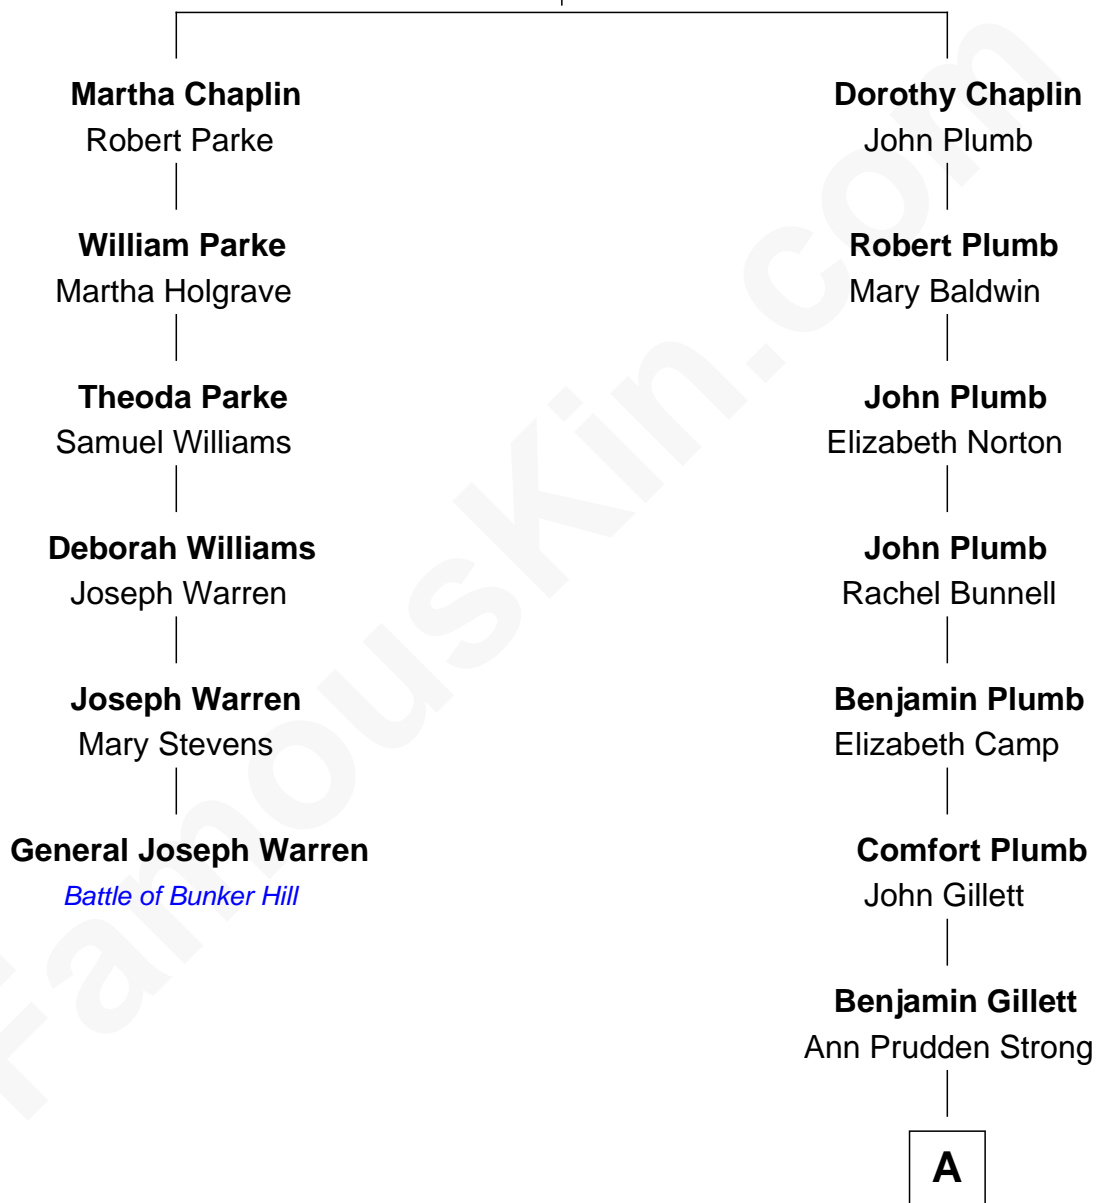 Martha Chaplin
Robert Parke
William Parke
Martha Holgrave
Theoda Parke
Samuel Williams
Deborah Williams
Joseph Warren
Joseph Warren
Mary Stevens
General Joseph Warren
Battle of Bunker Hill
Dorothy Chaplin
John Plumb
Robert Plumb
Mary Baldwin
John Plumb
Elizabeth Norton
John Plumb
Rachel Bunnell
Benjamin Plumb
Elizabeth Camp
Comfort Plumb
John Gillett
Benjamin Gillett
Ann Prudden Strong
A
FamousKin.com